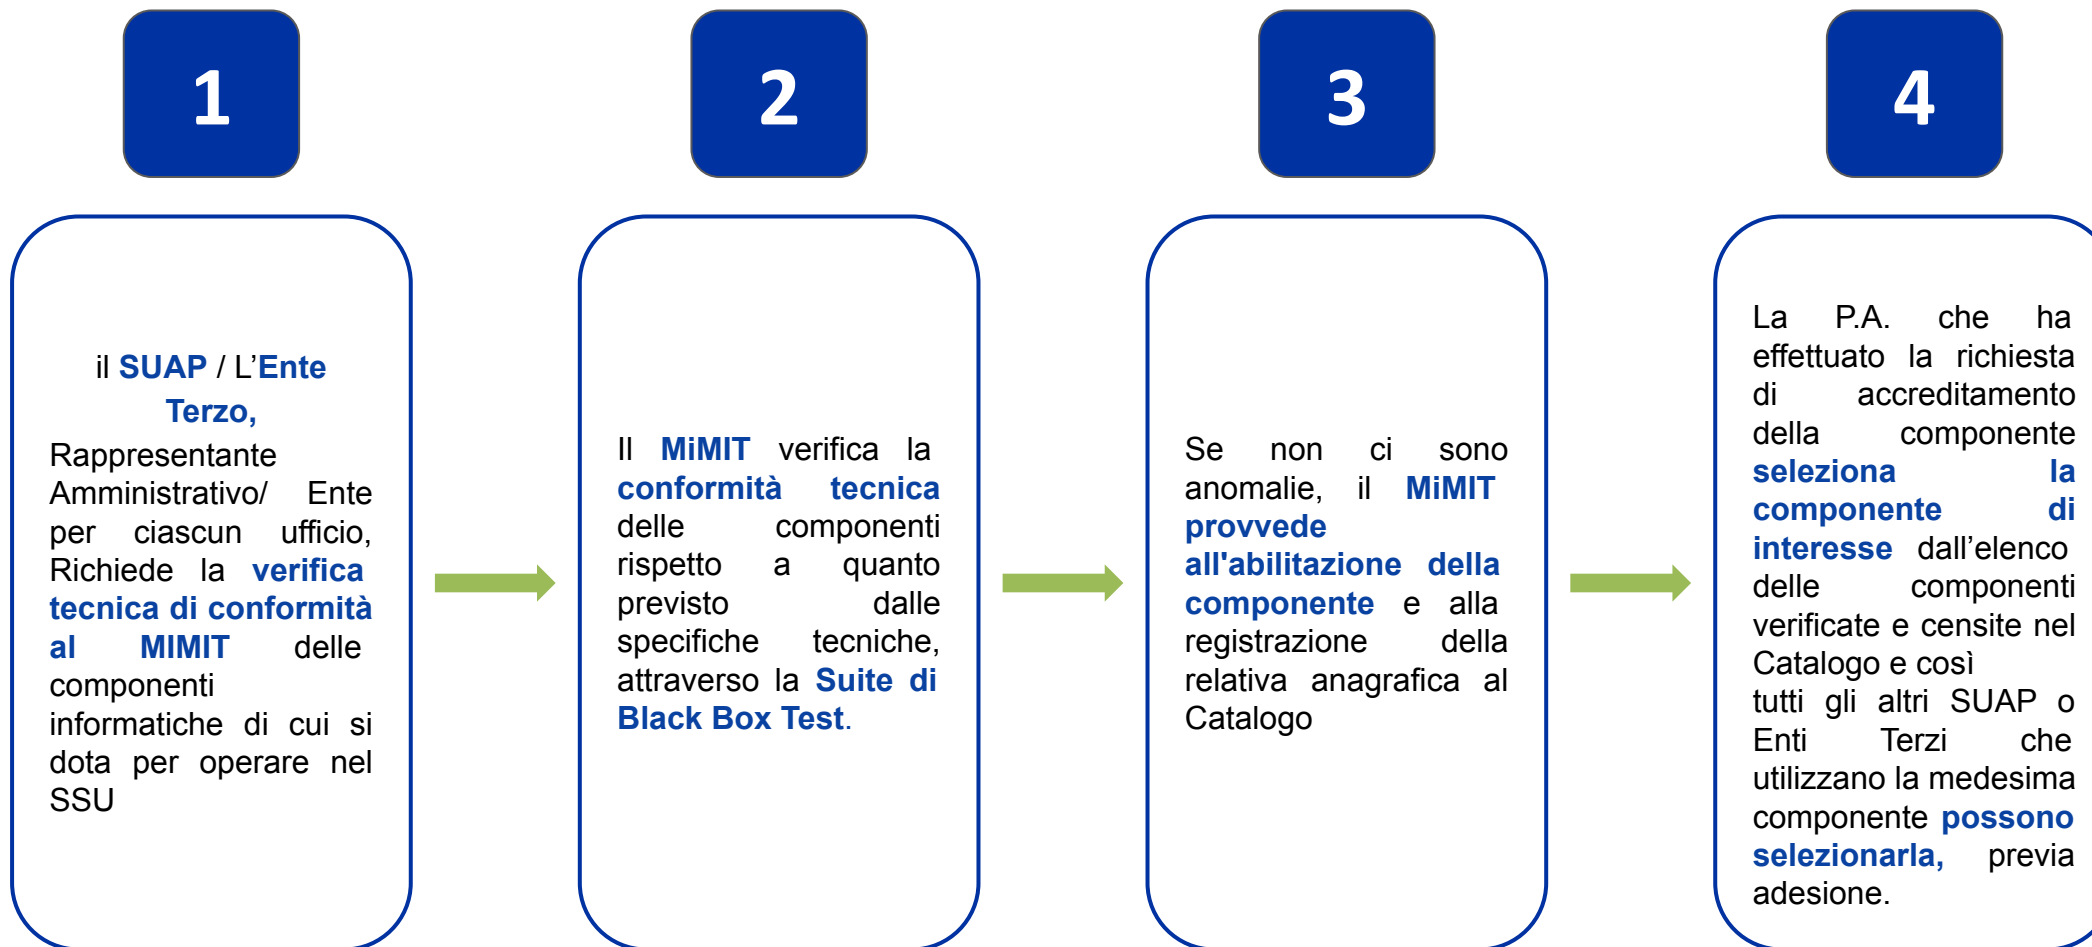 1
il SUAP / L’Ente
Terzo,
Rappresentante
Amministrativo/ Ente
per ciascun ufficio,
Richiede la verifica
tecnica di conformità
al MIMIT delle
componenti
informatiche di cui si
dota per operare nel
SSU
2
Il MiMIT verifica la
conformità tecnica
delle componenti
rispetto a quanto
previsto dalle
specifiche tecniche,
attraverso la Suite di
Black Box Test.
3
Se non ci sono
anomalie, il MiMIT
provvede
all'abilitazione della
componente e alla
registrazione della
relativa anagrafica al
Catalogo
4
La P.A. che ha
effettuato la richiesta
di accreditamento
della componente
seleziona la
componente di
interesse dall’elenco
delle componenti
verificate e censite nel
Catalogo e così
tutti gli altri SUAP o
Enti Terzi che
utilizzano la medesima
componente possono
selezionarla, previa
adesione.